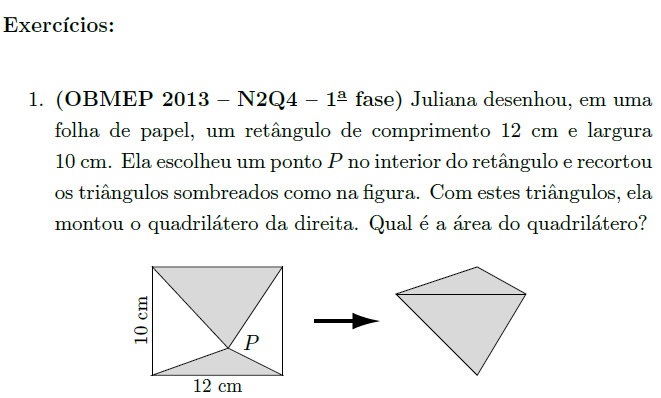 Exercícios:
1. (OBMEP 2013 – N2Q4 – 1ª fase) Juliana desenhou, em uma
folha de papel, um retângulo de comprimento 12 cm e largura
10 cm. Ela escolheu um ponto P no interior do retângulo e recortou
os triângulos sombreados como na figura. Com estes triângulos, ela
montou o quadrilátero da direita. Qual é a área do quadrilátero?
10 cm
P
12 cm